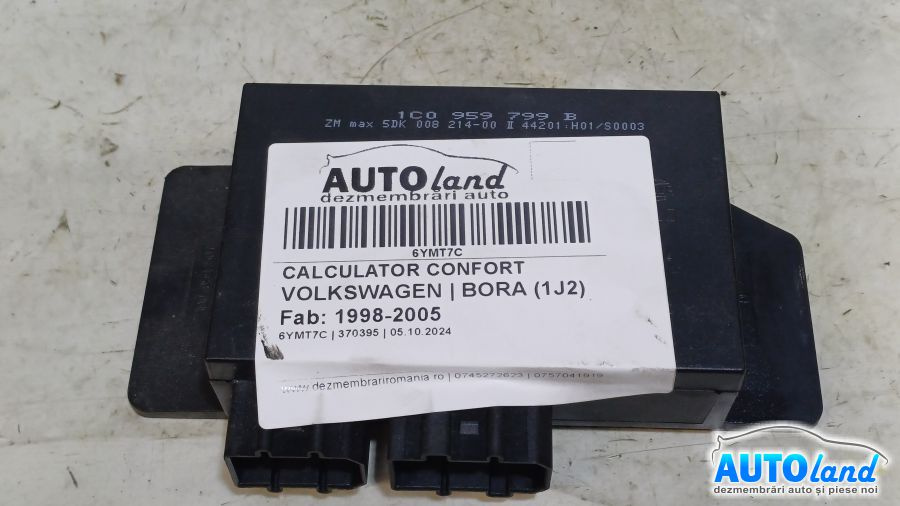 1C0 959 799 B
ZM max 5DK 008 214-00 II 44201:H01/S0003
AUTOland
dezmembrări auto
6YMT7C
CALCULATOR CONFORT
VOLKSWAGEN | BORA (1J2)
Fab: 1998-2005
6YMT7C | 370395 | 05.10.2024
www.dezmembrariromania.ro | 0745272623 | 0757041019
AUTOland
dezmembrări auto și piese noi